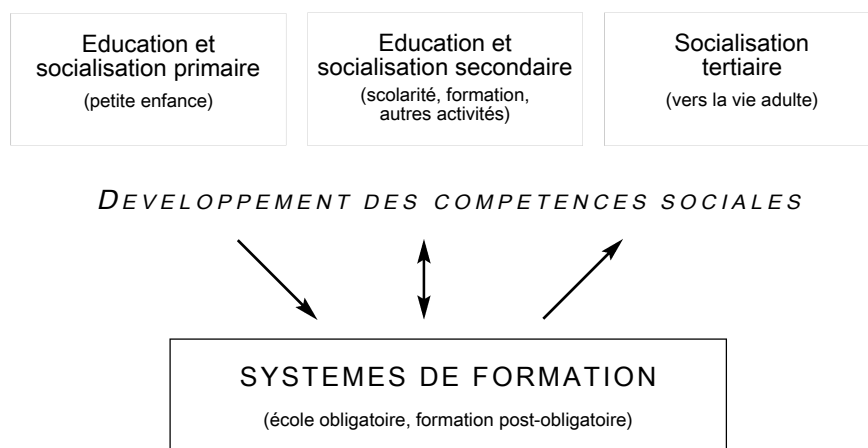 Education et
socialisation primaire
(petite enfance)
Education et
socialisation secondaire
(scolarité, formation,
autres activités)
Socialisation
tertiaire
(vers la vie adulte)
DEVELOPPEMENT DES COMPETENCES SOCIALES
SYSTEMES DE FORMATION
(école obligatoire, formation post-obligatoire)